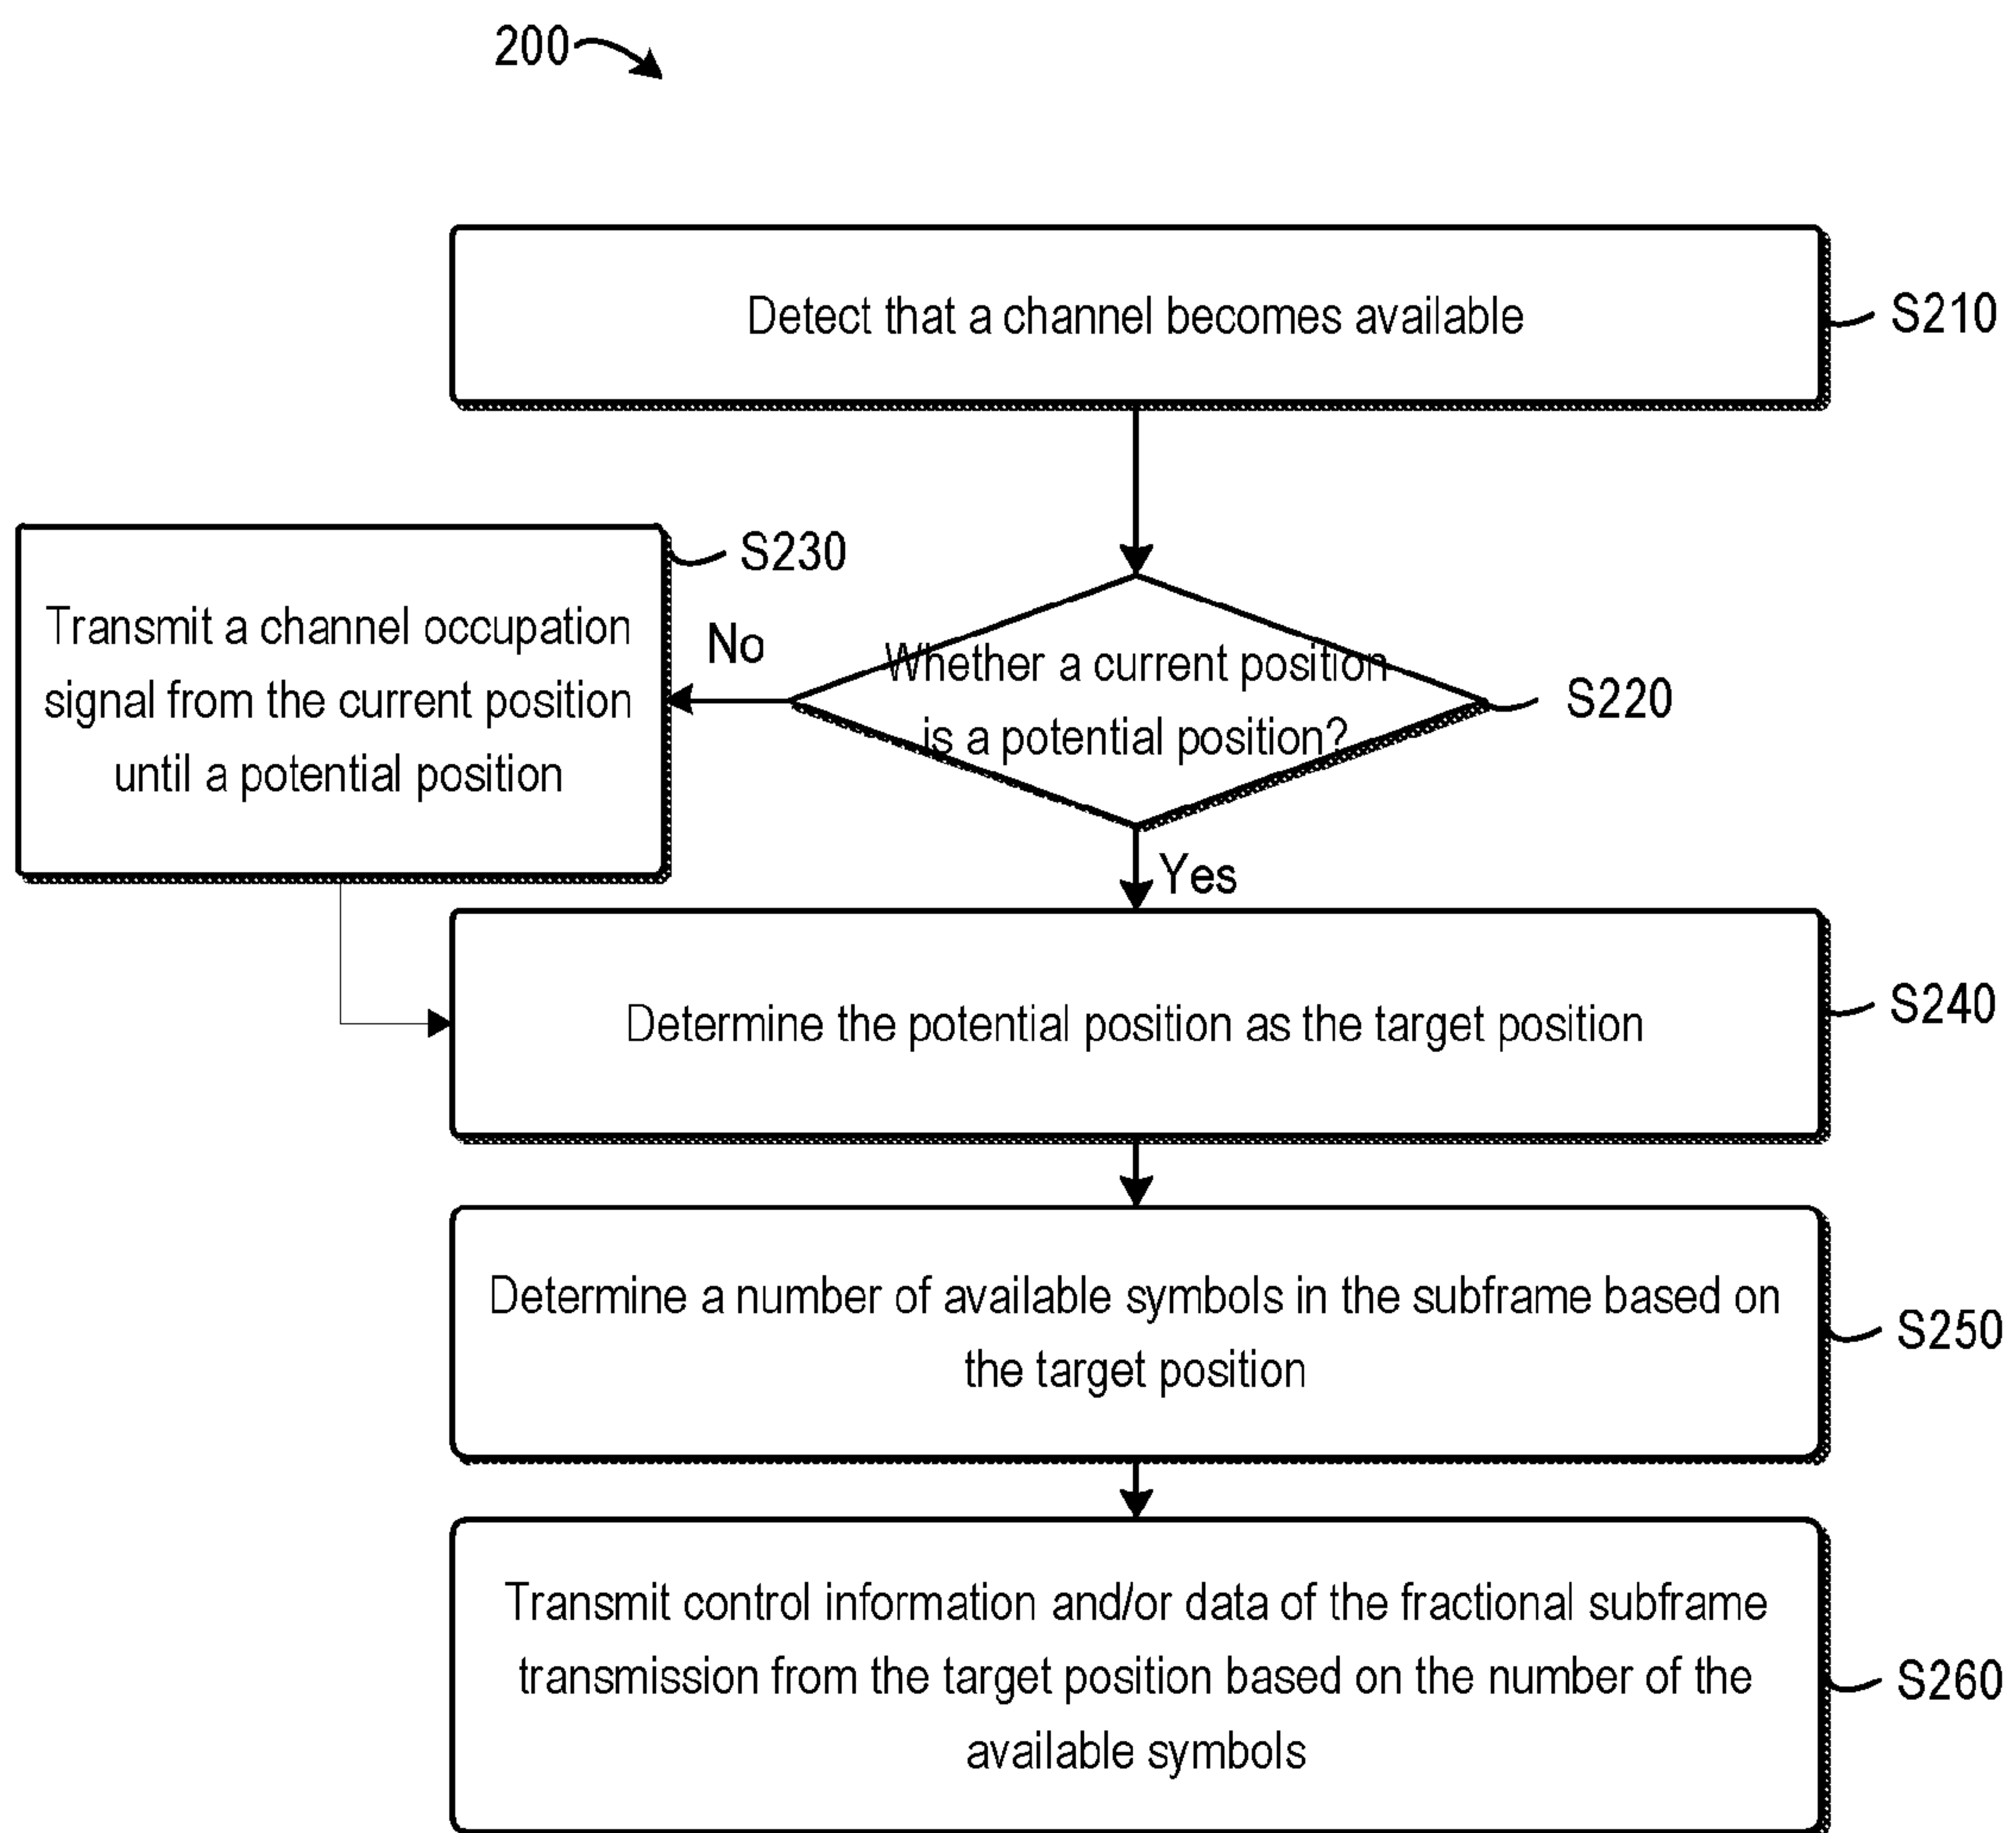 200
Detect that a channel becomes available
S210
S230
Transmit a channel occupation
signal from the current position
until a potential position
No
Whether a current position
is a potential position?
S220
Yes
Determine the potential position as the target position
S240
Determine a number of available symbols in the subframe based on
the target position
S250
Transmit control information and/or data of the fractional subframe
transmission from the target position based on the number of the
available symbols
S260